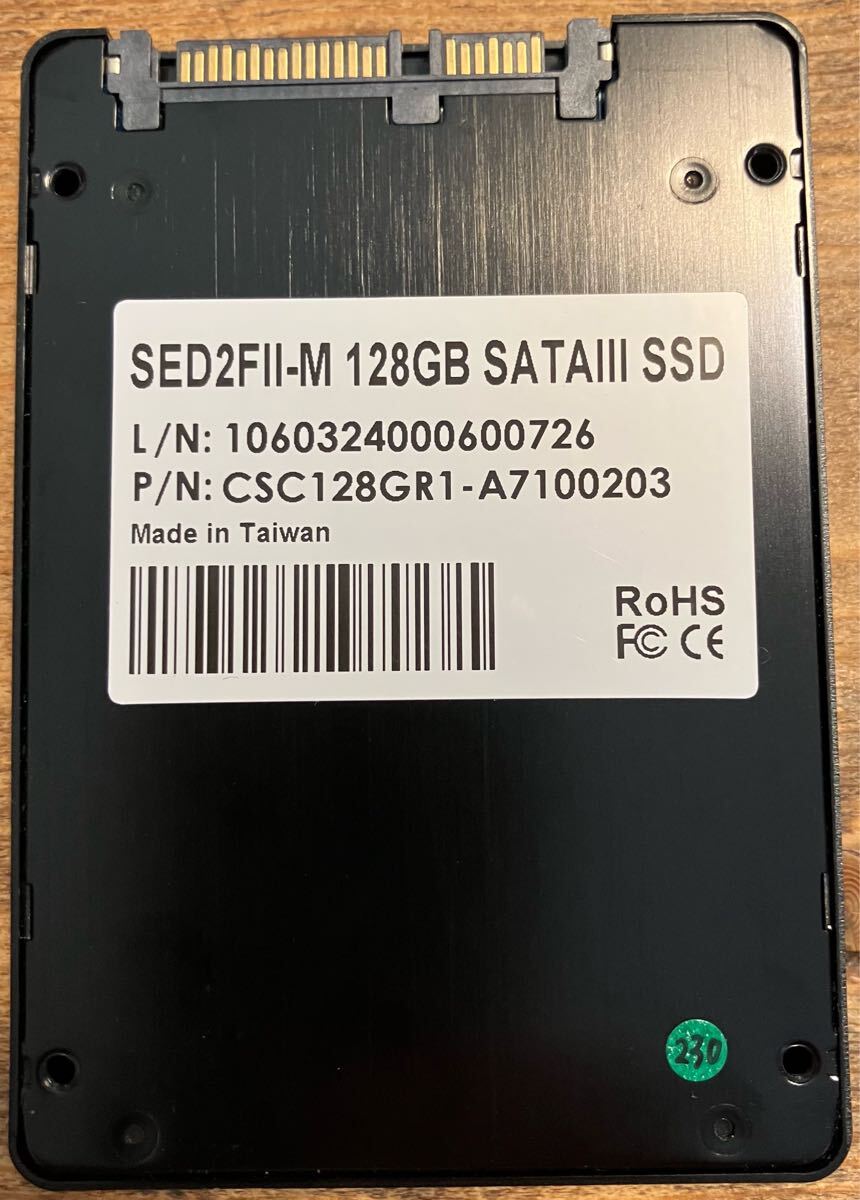 SED2FII-M 128GB SATAIII SSD
L/N: 1060324000600726
P/N: CSC128GR1-A7100203
Made in Taiwan
RoHS
FC CE
230